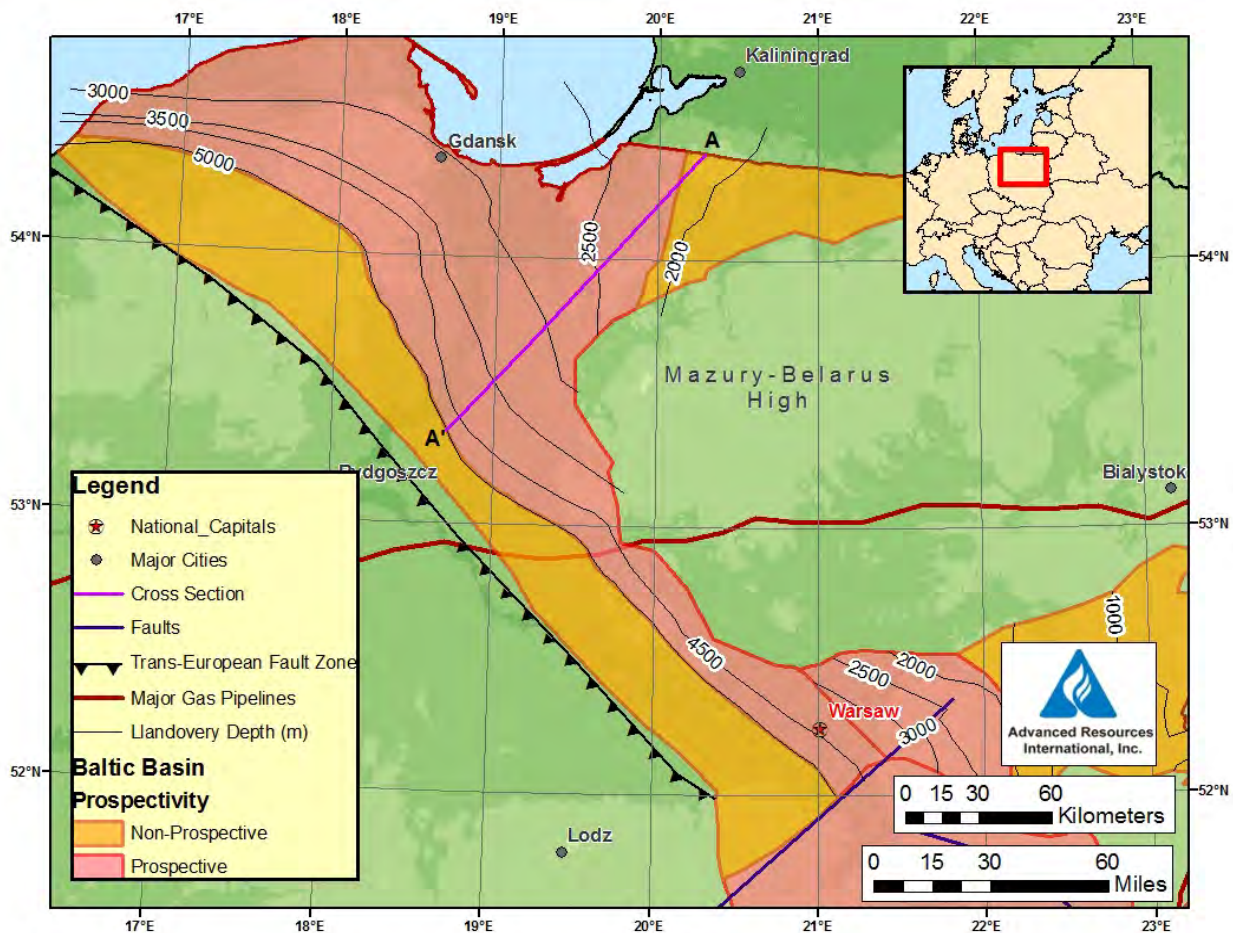 17°E
18°E
19°E
20°E
21°E
22°E
23°E
Kaliningrad
3000
3500
Gdansk
A
5000
2500
2000
54°N
54°N
Mazury-Belarus
High
A'
Bydgoszcz
Bialystok
53°N
53°N
Legend
National_Capitals
Major Cities
Cross Section
Faults
Trans-European Fault Zone
Major Gas Pipelines
Llandovery Depth (m)
Baltic Basin
Prospectivity
Non-Prospective
Prospective
1000
4500
2000
2500
Warsaw
3000
Advanced Resources
International, Inc.
52°N
52°N
0 15 30 60
Kilometers
Lodz
0 15 30 60
Miles
17°E
18°E
19°E
20°E
21°E
22°E
23°E